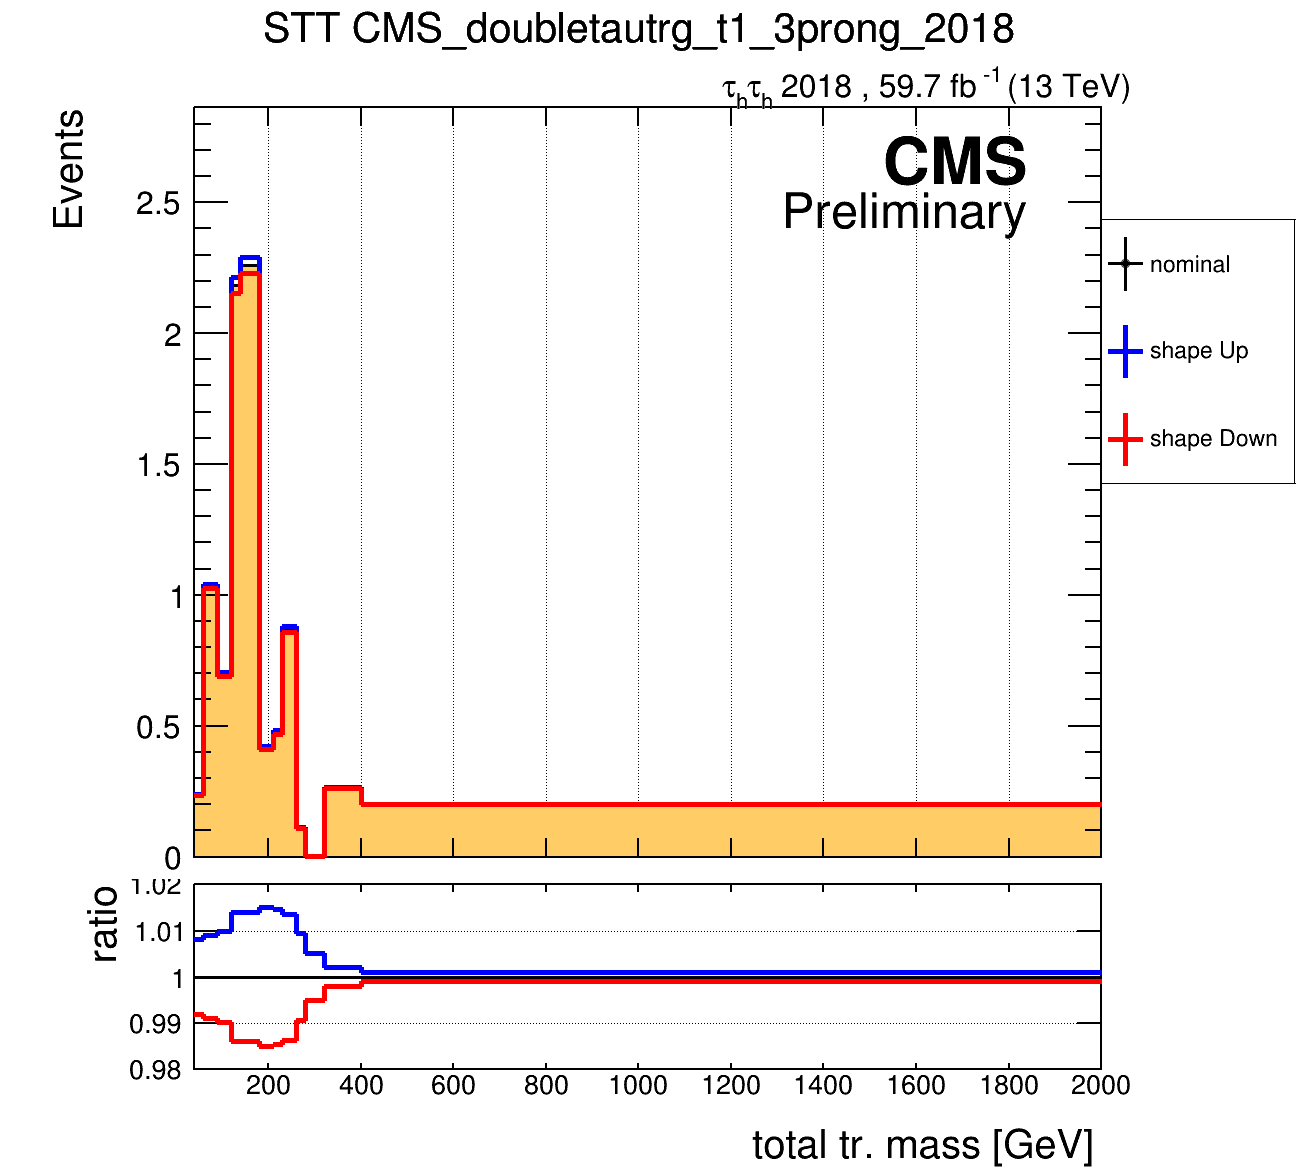 STT CMS_doubletautrg_t1_3prong_2018
τhτh 2018 , 59.7 fb -1 (13 TeV)
Events
CMS
Preliminary
2.5
2
1.5
1
0.5
0
nominal
shape Up
shape Down
ratio
1.02
1.01
1
0.99
0.98
200 400 600 800 1000 1200 1400 1600 1800 2000
total tr. mass [GeV]